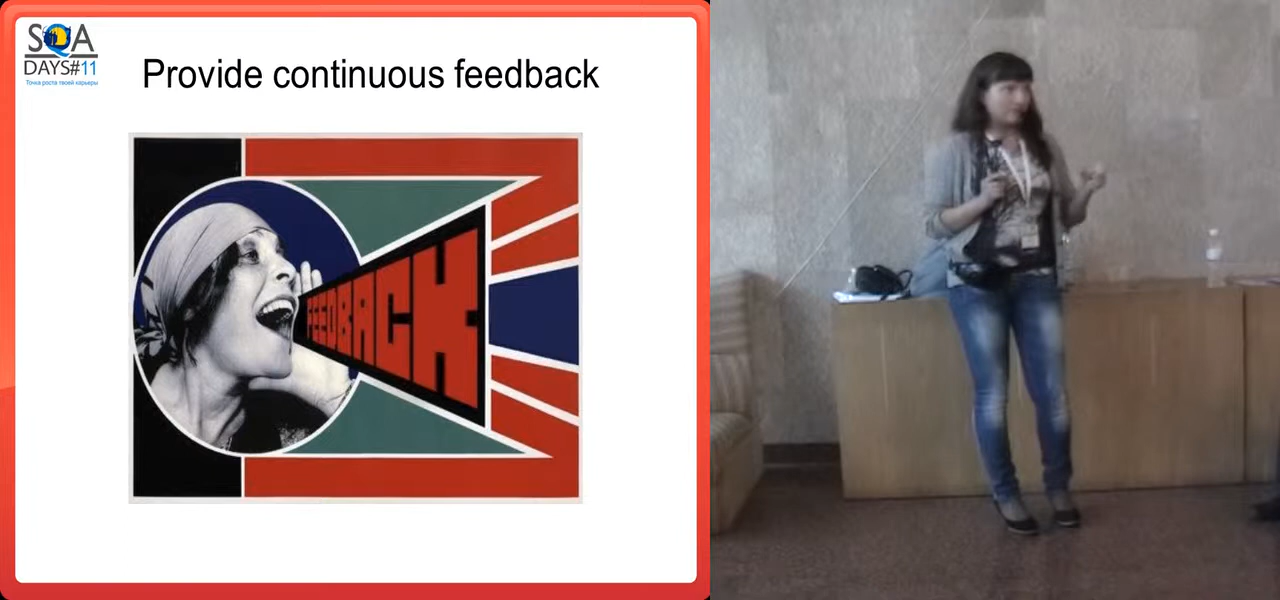 SQA
DAYS#11
Точка роста твоей карьеры
Provide continuous feedback
FEEDBACK